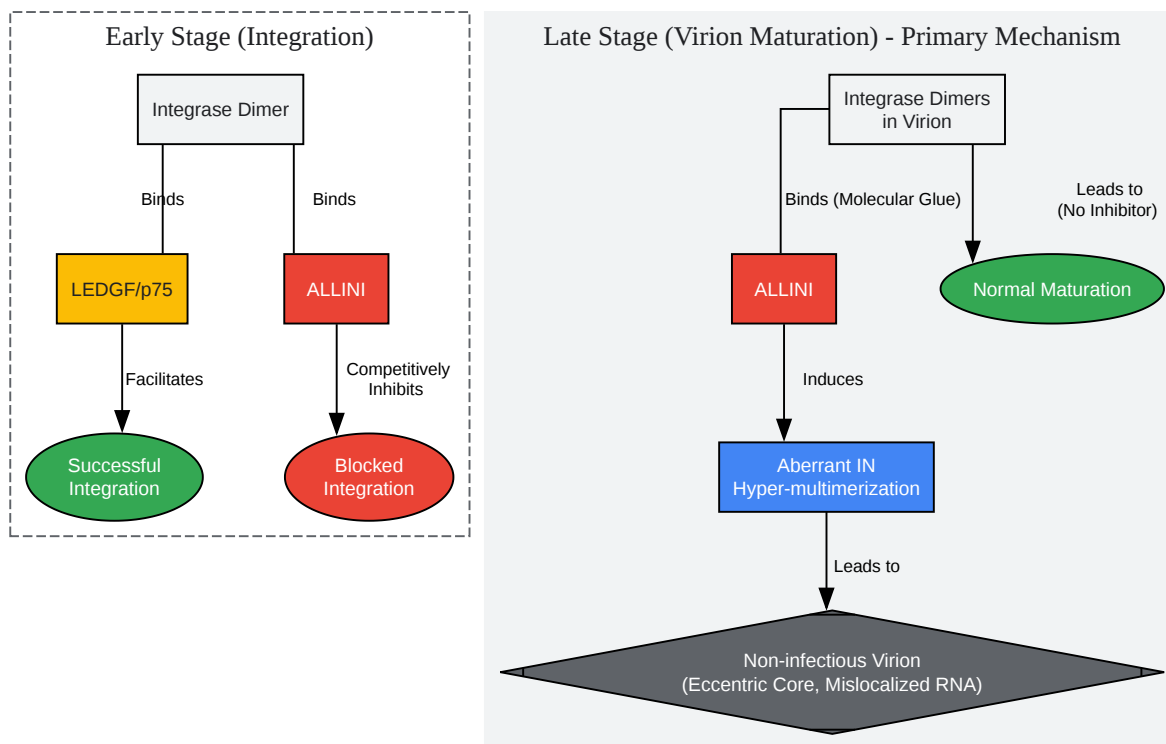 Early Stage (Integration)
Integrase Dimer
Binds
Binds
LEDGF/p75
ALLINI
Facilitates
Competitively
Inhibits
Successful
Integration
Blocked
Integration
Late Stage (Virion Maturation) - Primary Mechanism
Integrase Dimers
in Virion
Binds (Molecular Glue)
Leads to
(No Inhibitor)
ALLINI
Normal Maturation
Induces
Aberrant IN
Hyper-multimerization
Leads to
Non-infectious Virion
(Eccentric Core, Mislocalized RNA)